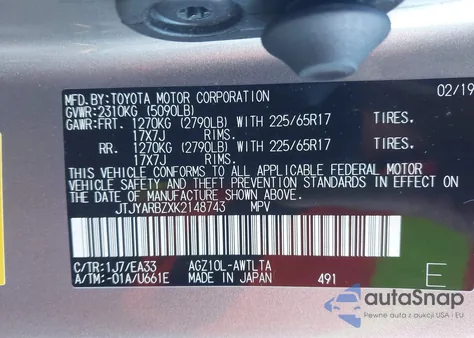 02/19
MFD.BY:TOYOTA MOTOR CORPORATION
GVWR:2310KG (5090LB)
GAWR:FRT. 1270KG (2790LB) WITH 225/65R17 TIRES.
17X7J RIMS.
RR. 1270KG (2790LB) WITH 225/65R17 TIRES.
17X7J RIMS.
THIS VEHICLE CONFORMS TO ALL APPLICABLE FEDERAL MOTOR
VEHICLE SAFETY AND THEFT PREVENTION STANDARDS IN EFFECT ON
THE DATE OF MANUFACTURE SHOWN ABOVE.
JTJYARBZXK2148743 MPV
C/TR:1J7/EA33 AGZ10L-AWTLTA
A/TM:-01A/U661E MADE IN JAPAN 491 E
autoSnap
Pewne auta z aukcji USA i EU